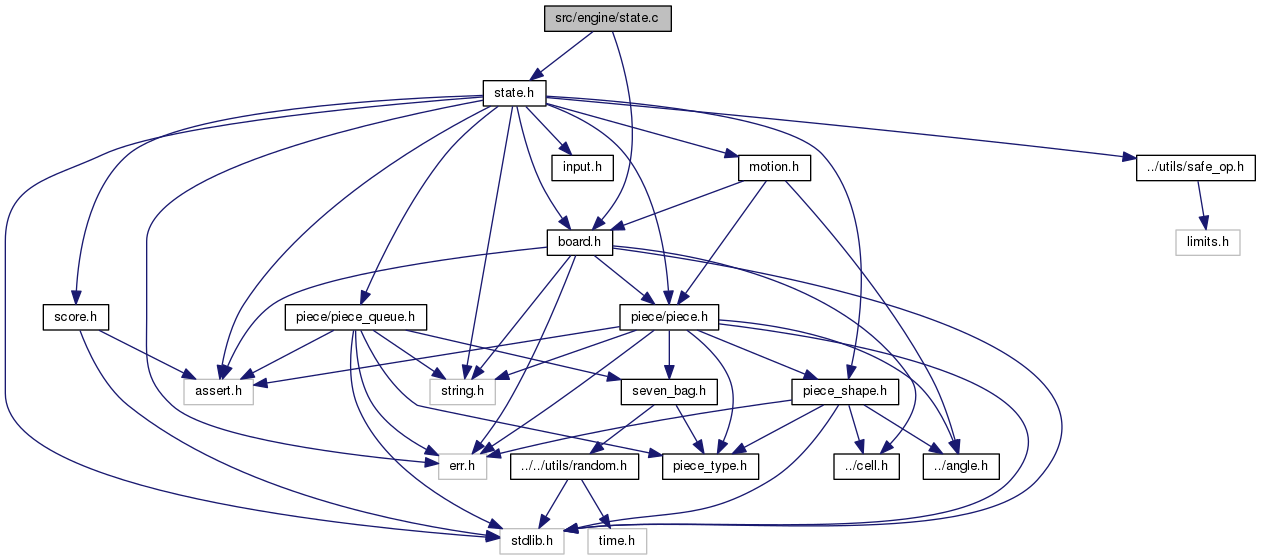 src/engine/state.c
state.h
input.h
motion.h
../utils/safe_op.h
board.h
limits.h
score.h
piece/piece_queue.h
piece/piece.h
assert.h
string.h
seven_bag.h
piece_shape.h
err.h
../../utils/random.h
piece_type.h
../cell.h
../angle.h
stdlib.h
time.h